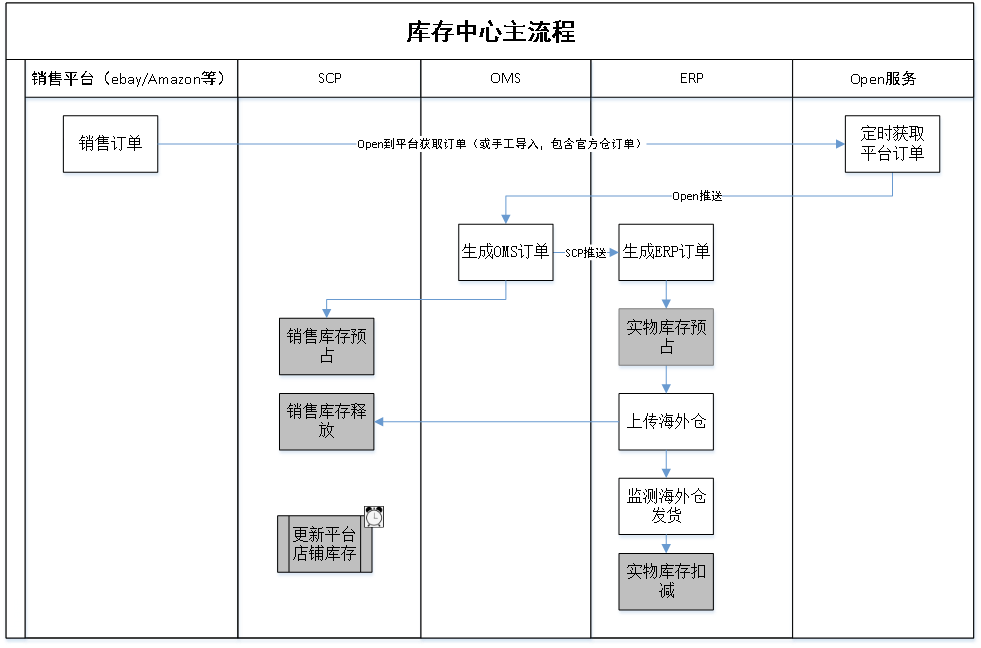 库存中心主流程
销售平台（ebay/Amazon等）
SCP
OMS
ERP
Open服务
销售订单
Open到平台获取订单（或手工导入，包含官方仓订单）
定时获取
平台订单
Open推送
生成OMS订单
SCP推送
生成ERP订单
销售库存预
占
实物库存预
占
销售库存释
放
上传海外仓
监测海外仓
发货
更新平台
店铺库存
实物库存扣
减